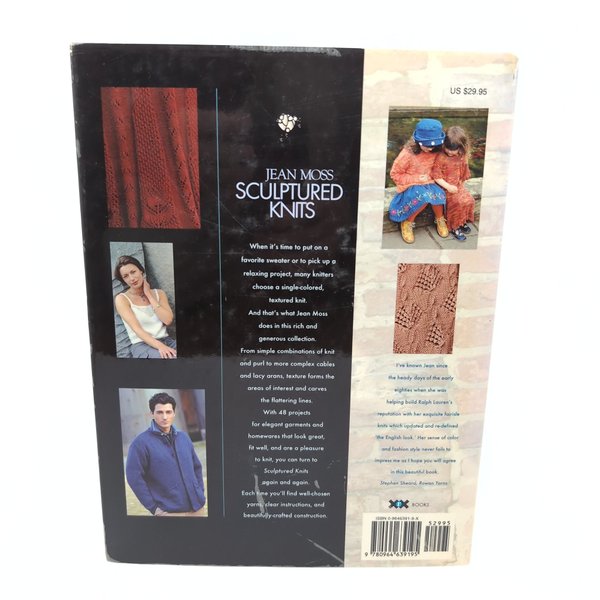 US $29.95
JEAN MOSS
SCULPTURED
KNITS
When it's time to put on a
favorite sweater or to pick up a
relaxing project, many knitters
choose a single-colored,
textured knit.
And that's what Jean Moss
does in this rich and
generous collection.
From simple combinations of knit
and purl to more complex cables
and lacy arans, texture forms the
areas of interest and carves
the flattering lines.
With 48 projects
for elegant garments and
homewares that look great,
fit well, and are a pleasure
to knit, you can turn to
Sculptured Knits
again and again.
Each time you'll find well-chosen
yarns, clear instructions, and
beautifully-crafted construction.
'I've known Jean since
the heady days of the early
eighties when she was
helping build Ralph Lauren's
reputation with her exquisite fairisle
knits which updated and re-defined
'the English look.' Her sense of color
and fashion style never fails to
impress me as I hope you will agree
in this beautiful book.
Stephen Sheard, Rowan Yarns
XRX BOOKS
ISBN 0-9646391-9-X
52995
9 780964 639195